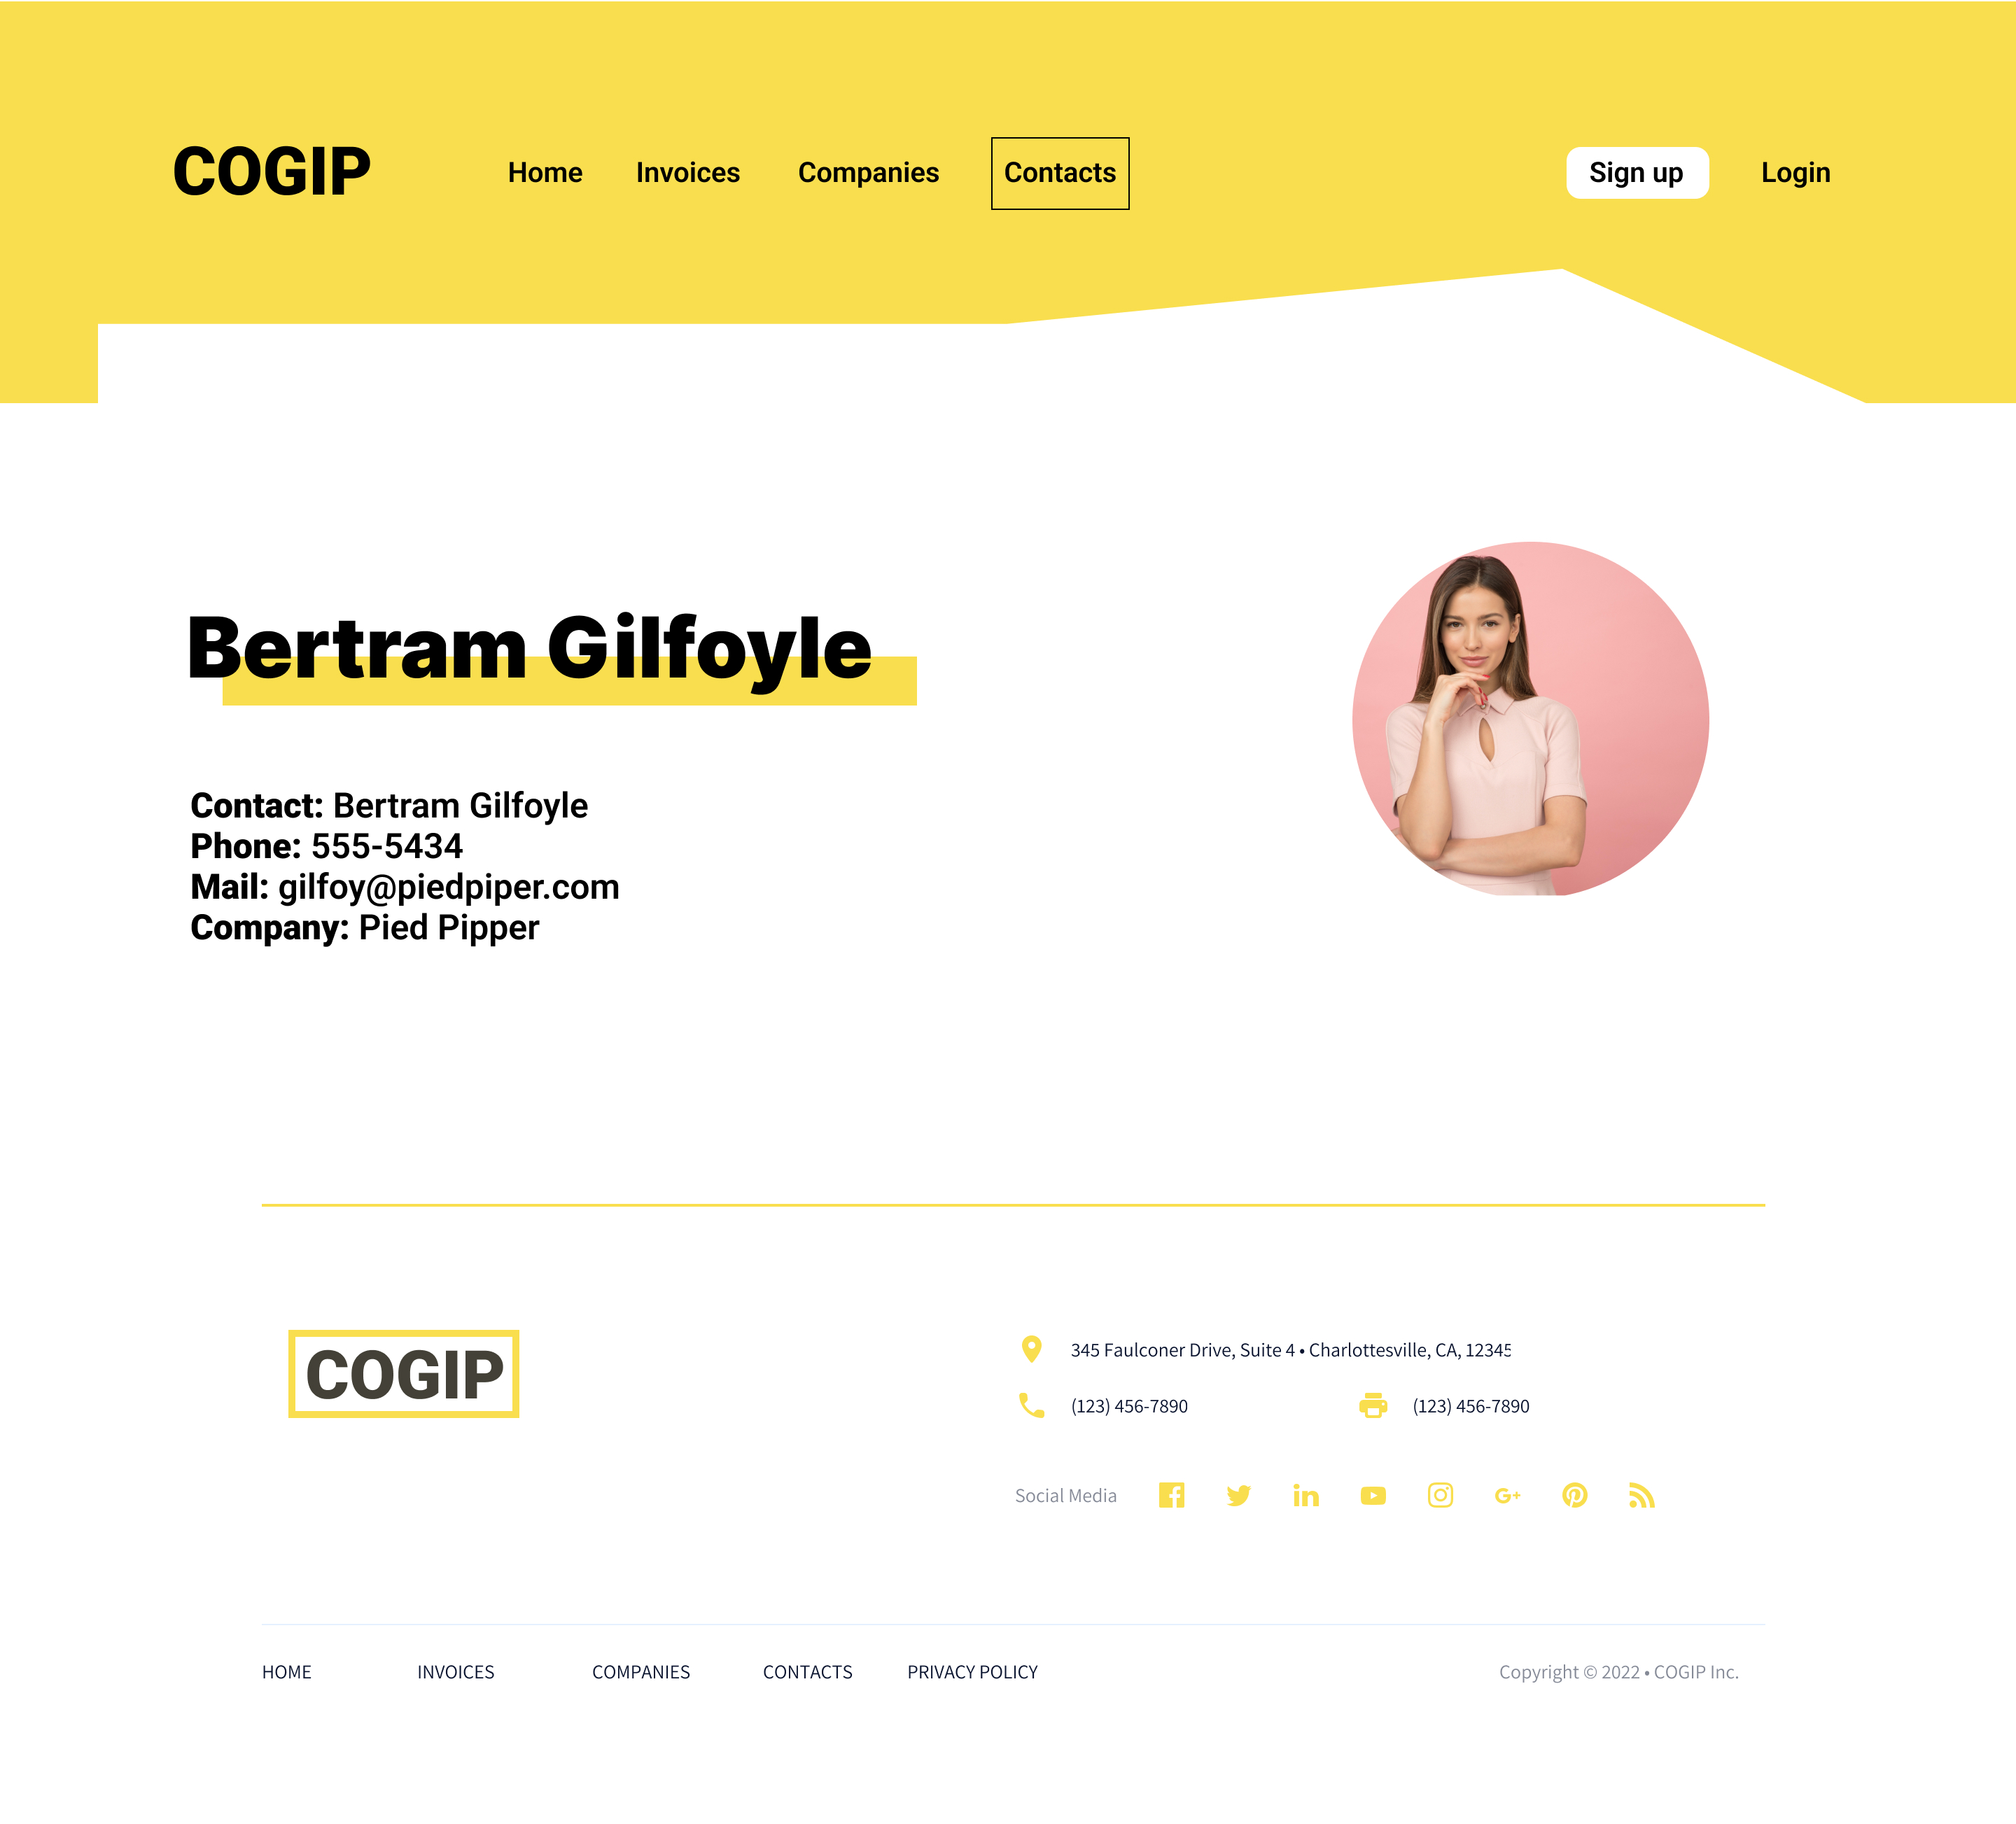 COGIP Home Invoices Companies Contacts Sign up Login
Bertram Gilfoyle
Contact: Bertram Gilfoyle
Phone: 555-5434
Mail: gilfoy@piedpiper.com
Company: Pied Pipper
COGIP
345 Faulconer Drive, Suite 4 • Charlottesville, CA, 12345
(123) 456-7890 (123) 456-7890
Social Media
HOME INVOICES COMPANIES CONTACTS PRIVACY POLICY Copyright © 2022 • COGIP Inc.